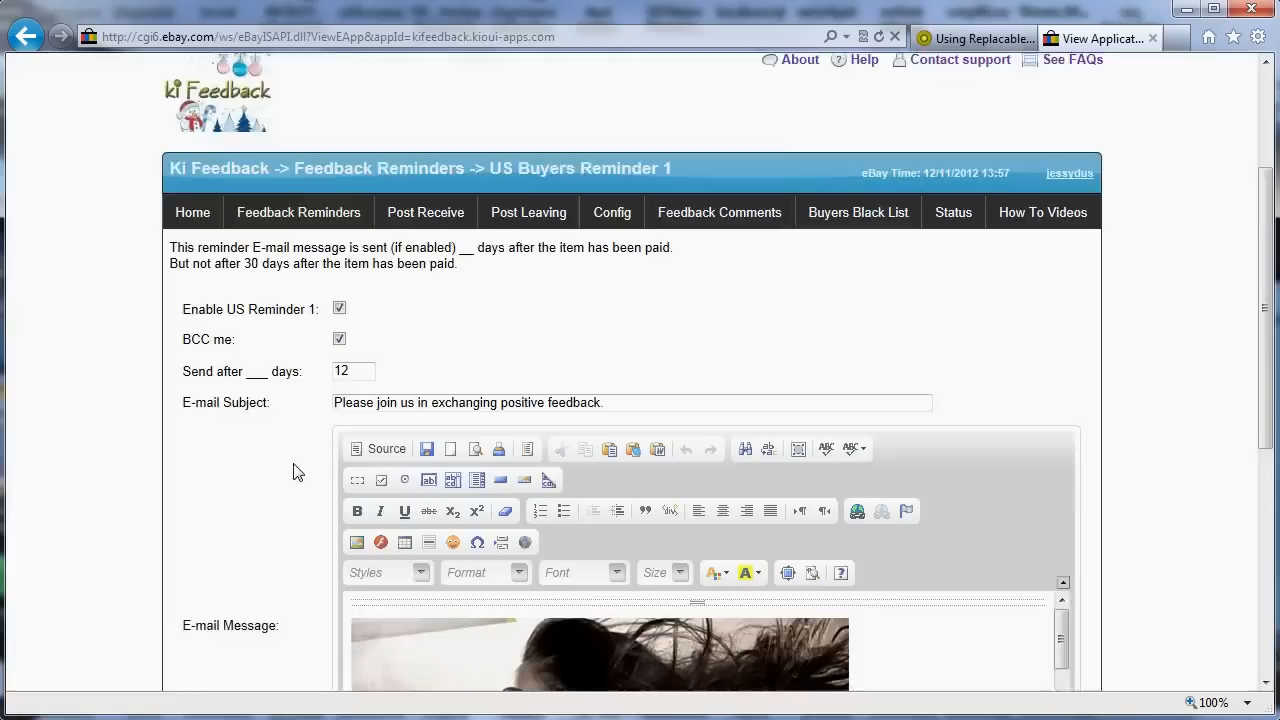 http://cgi6.ebay.com/ws/eBayISAPI.dll?ViewEApp&appId=kifeedback.kioui-apps.com
Using Replacable...
View Applicat...
About
Help
Contact support
See FAQs
ki Feedback
Ki Feedback -> Feedback Reminders -> US Buyers Reminder 1
eBay Time: 12/11/2012 13:57
jessydus
Home
Feedback Reminders
Post Receive
Post Leaving
Config
Feedback Comments
Buyers Black List
Status
How To Videos
This reminder E-mail message is sent (if enabled) __ days after the item has been paid.
But not after 30 days after the item has been paid.
Enable US Reminder 1:
BCC me:
Send after ___ days:
12
E-mail Subject:
Please join us in exchanging positive feedback.
Source
Styles
Format
Font
Size
E-mail Message:
100%